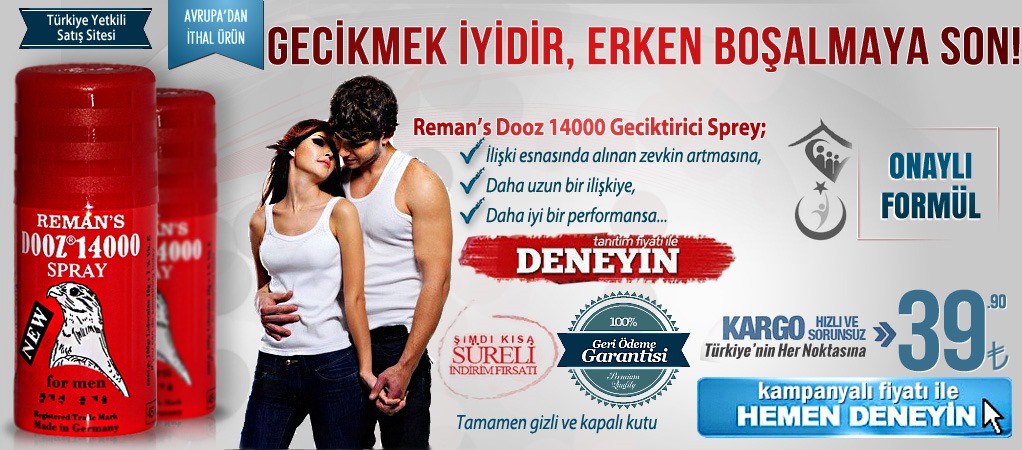 Türkiye Yetkili
Satış Sitesi
AVRUPA'DAN
İTHAL ÜRÜN
GECİKMEK İYİDİR, ERKEN BOŞALMAYA SON!
Reman's Dooz 14000 Geciktirici Sprey;
İlişki esnasında alınan zevkin artmasına,
Daha uzun bir ilişkiye,
Daha iyi bir performansa...
tanıtım fiyatı ile
DENEYİN
ONAYLI
FORMÜL
REMAN'S
DOOZ® 14000
SPRAY
NEW
for men
Registered Trade Mark
Made in Germany
ŞİMDİ KISA
SÜRELİ
İNDİRİM FIRSATI
100%
Geri Ödeme
Garantisi
Premium
Quality
Tamamen gizli ve kapalı kutu
KARGO HIZLI VE
SORUNSUZ
Türkiye'nin Her Noktasına
39.90 ₺
kampanyalı fiyatı ile
HEMEN DENEYİN